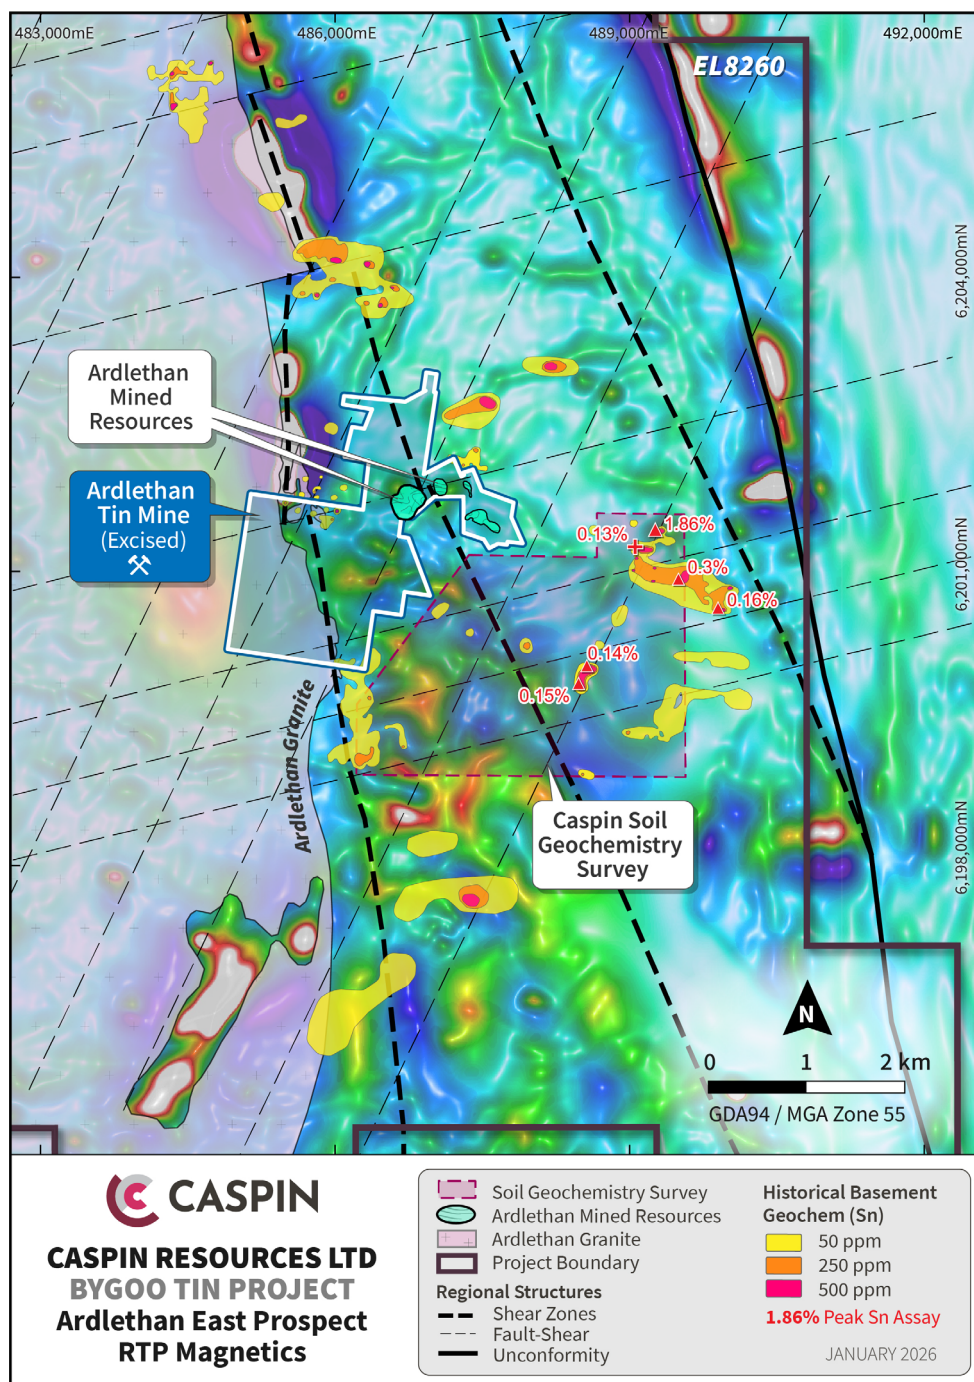 483,000mE
486,000mE
489,000mE
492,000mE
EL8260
6,204,000mN
Ardlethan
Mined
Resources
Ardlethan
Tin Mine
(Excised)
0.13%
1.86%
0.3%
0.16%
6,201,000mN
0.14%
0.15%
Ardlethan Granite
Caspin Soil
Geochemistry
Survey
6,198,000mN
N
0 1 2 km
GDA94 / MGA Zone 55
CASPIN
CASPIN RESOURCES LTD
BYGOO TIN PROJECT
Ardlethan East Prospect
RTP Magnetics
Soil Geochemistry Survey
Ardlethan Mined Resources
Ardlethan Granite
Project Boundary
Regional Structures
Shear Zones
Fault-Shear
Unconformity
Historical Basement
Geochem (Sn)
50 ppm
250 ppm
500 ppm
1.86% Peak Sn Assay
JANUARY 2026